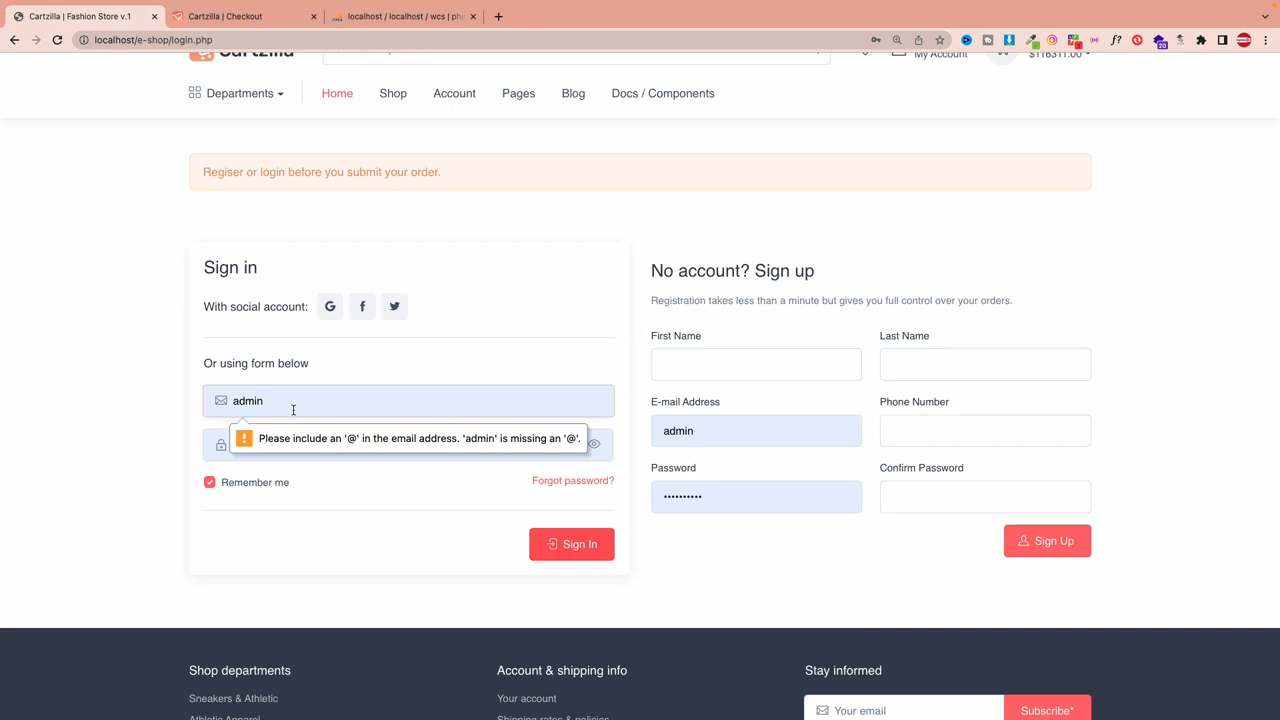 Cartzilla | Fashion Store v.1
Cartzilla | Checkout
localhost / localhost / wcs | ph
localhost/e-shop/login.php
Cartzilla
My Account
$116311.00
Departments
Home
Shop
Account
Pages
Blog
Docs / Components
Regiser or login before you submit your order.
Sign in
With social account:
Or using form below
admin
Please include an '@' in the email address. 'admin' is missing an '@'.
Remember me
Forgot password?
Sign In
No account? Sign up
Registration takes less than a minute but gives you full control over your orders.
First Name
Last Name
E-mail Address
Phone Number
admin
Password
Confirm Password
••••••••••
Sign Up
Shop departments
Sneakers & Athletic
Athletic Apparel
Account & shipping info
Your account
Shipping rates & policies
Stay informed
Your email
Subscribe*